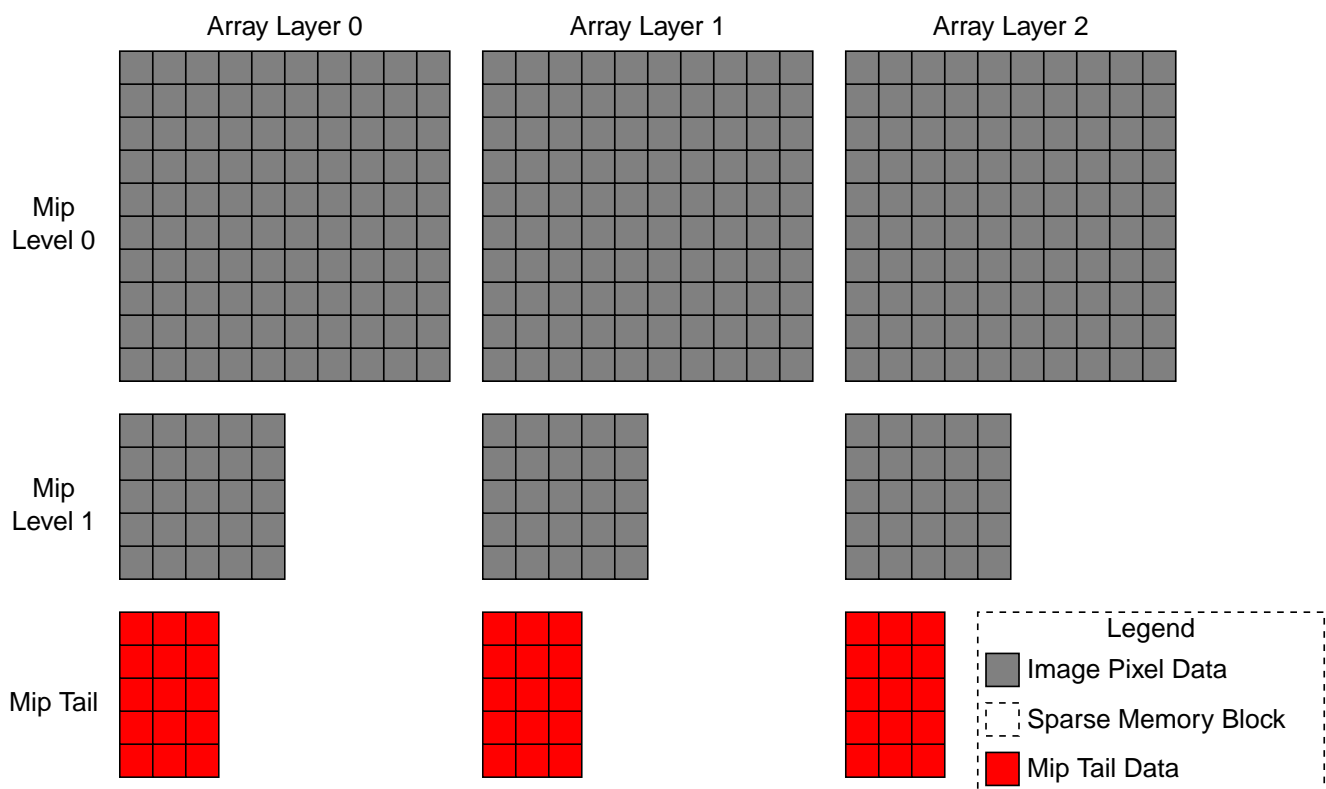 Array Layer 0
Array Layer 1
Array Layer 2
Mip
Level 0
Mip
Level 1
Mip Tail
Legend
Image Pixel Data
Sparse Memory Block
Mip Tail Data